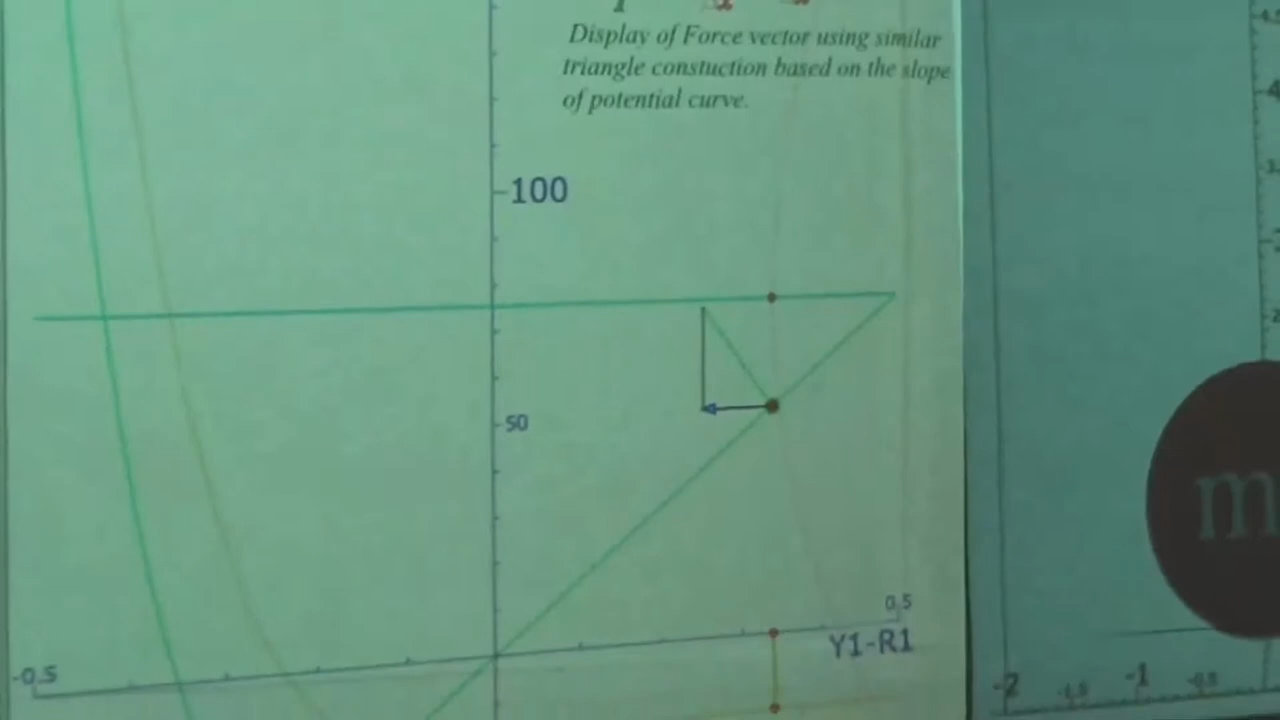 Display of Force vector using similar
triangle constuction based on the slope
of potential curve.
100
50
0.5
Y1-R1
-0.5
m
-2
-1